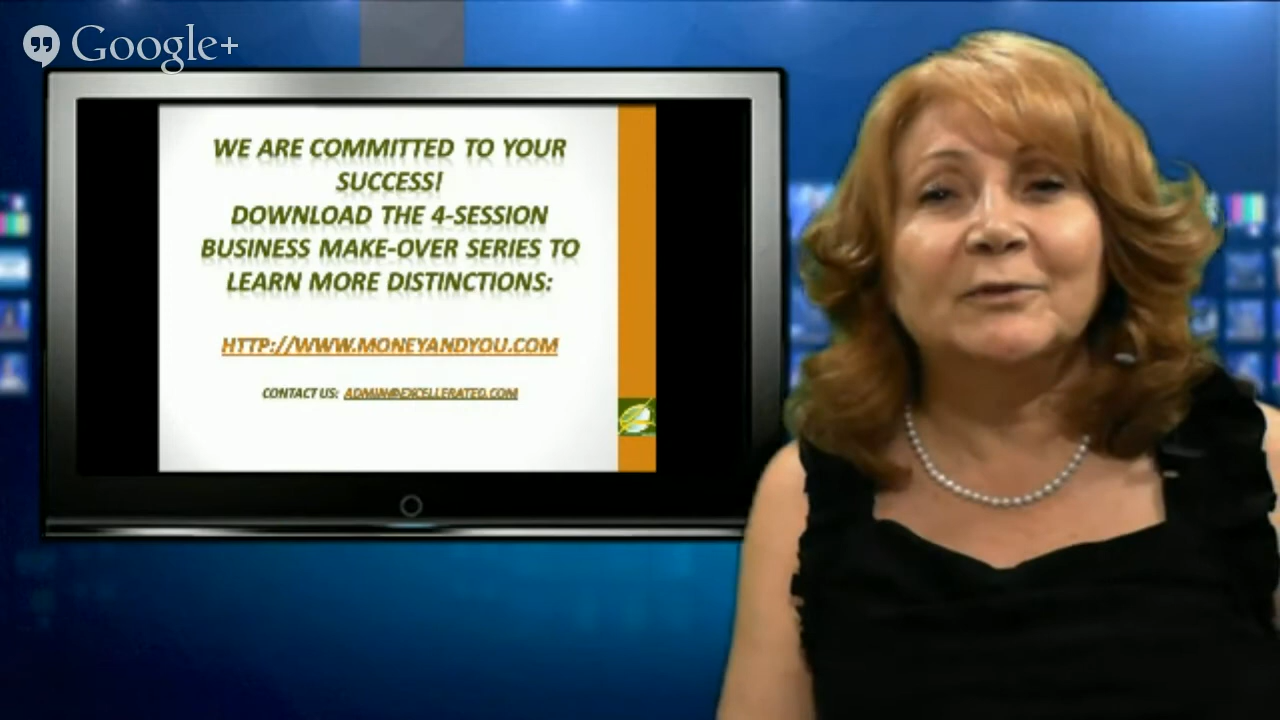 Google+
WE ARE COMMITTED TO YOUR
SUCCESS!
DOWNLOAD THE 4-SESSION
BUSINESS MAKE-OVER SERIES TO
LEARN MORE DISTINCTIONS:
HTTP://WWW.MONEYANDYOU.COM
CONTACT US: ADMIN@EXCELLERATED.COM